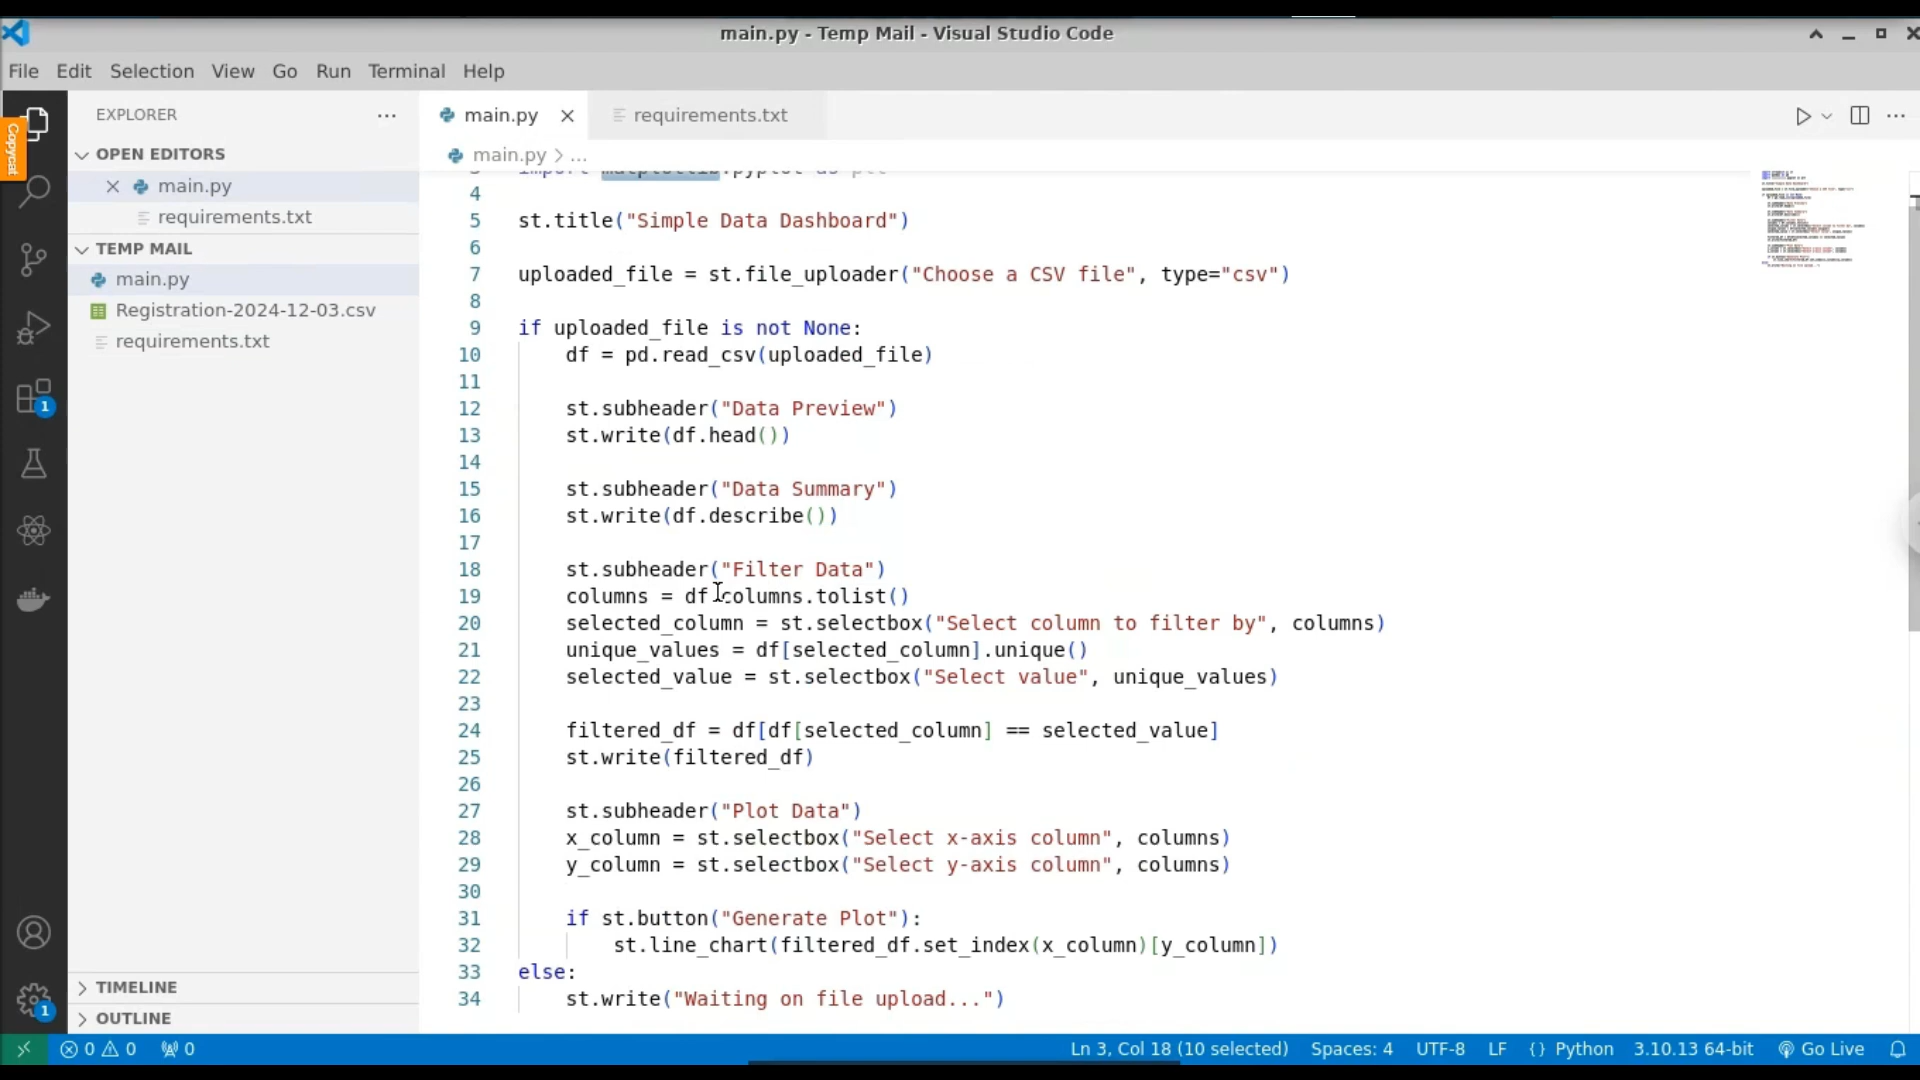 main.py - Temp Mail - Visual Studio Code
File Edit Selection View Go Run Terminal Help
Copycat
EXPLORER
OPEN EDITORS
main.py
requirements.txt
TEMP MAIL
main.py
Registration-2024-12-03.csv
requirements.txt
TIMELINE
OUTLINE
main.py requirements.txt
main.py > ...
import matplotlib.pyplot as plt
4
5 st.title("Simple Data Dashboard")
6
7 uploaded_file = st.file_uploader("Choose a CSV file", type="csv")
8
9 if uploaded_file is not None:
10 df = pd.read_csv(uploaded_file)
11
12 st.subheader("Data Preview")
13 st.write(df.head())
14
15 st.subheader("Data Summary")
16 st.write(df.describe())
17
18 st.subheader("Filter Data")
19 columns = df.columns.tolist()
20 selected_column = st.selectbox("Select column to filter by", columns)
21 unique_values = df[selected_column].unique()
22 selected_value = st.selectbox("Select value", unique_values)
23
24 filtered_df = df[df[selected_column] == selected_value]
25 st.write(filtered_df)
26
27 st.subheader("Plot Data")
28 x_column = st.selectbox("Select x-axis column", columns)
29 y_column = st.selectbox("Select y-axis column", columns)
30
31 if st.button("Generate Plot"):
32 st.line_chart(filtered_df.set_index(x_column)[y_column])
33 else:
34 st.write("Waiting on file upload...")
1
1
0 0 0
Ln 3, Col 18 (10 selected) Spaces: 4 UTF-8 LF {} Python 3.10.13 64-bit Go Live